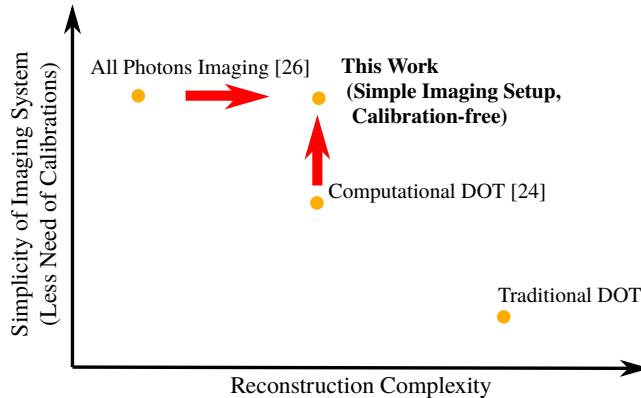 Simplicity of Imaging System
(Less Need of Calibrations)
All Photons Imaging [26]
This Work
(Simple Imaging Setup,
Calibration-free)
Computational DOT [24]
Traditional DOT
Reconstruction Complexity